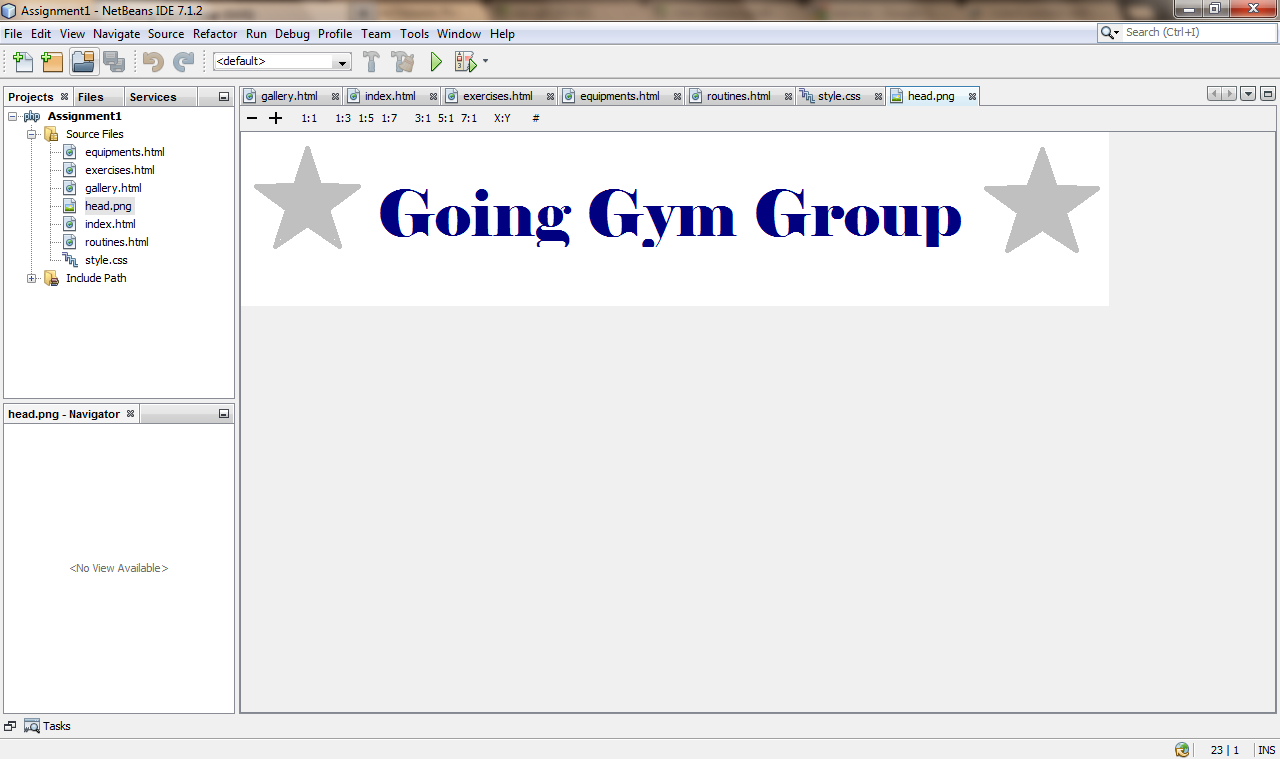 Assignment1 - NetBeans IDE 7.1.2
File Edit View Navigate Source Refactor Run Debug Profile Team Tools Window Help
Search (Ctrl+I)
<default>
Projects Files Services
gallery.html index.html exercises.html equipments.html routines.html style.css head.png
1:1 1:3 1:5 1:7 3:1 5:1 7:1 X:Y #
Assignment1
Source Files
equipments.html
exercises.html
gallery.html
head.png
index.html
routines.html
style.css
Include Path
Going Gym Group
head.png - Navigator
<No View Available>
Tasks
23 | 1 INS